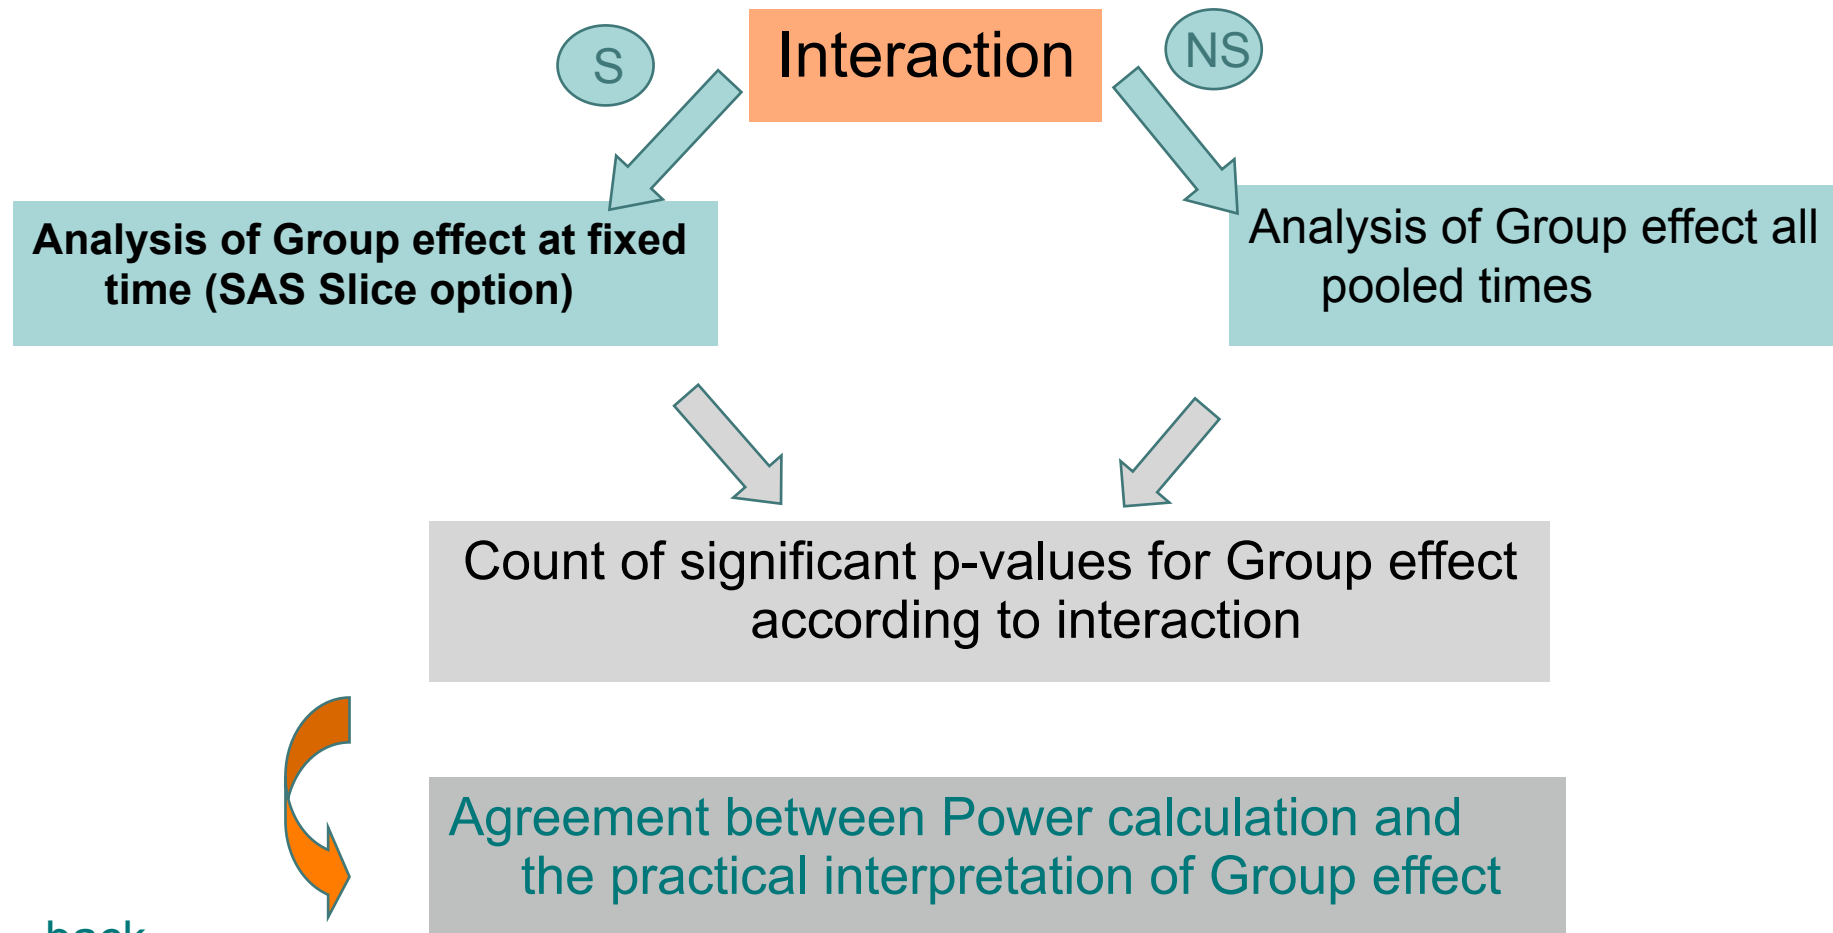 Interaction
S
NS
Analysis of Group effect at fixed
time (SAS Slice option)
Analysis of Group effect all
pooled times
Count of significant p-values for Group effect
according to interaction
Agreement between Power calculation and
the practical interpretation of Group effect
back